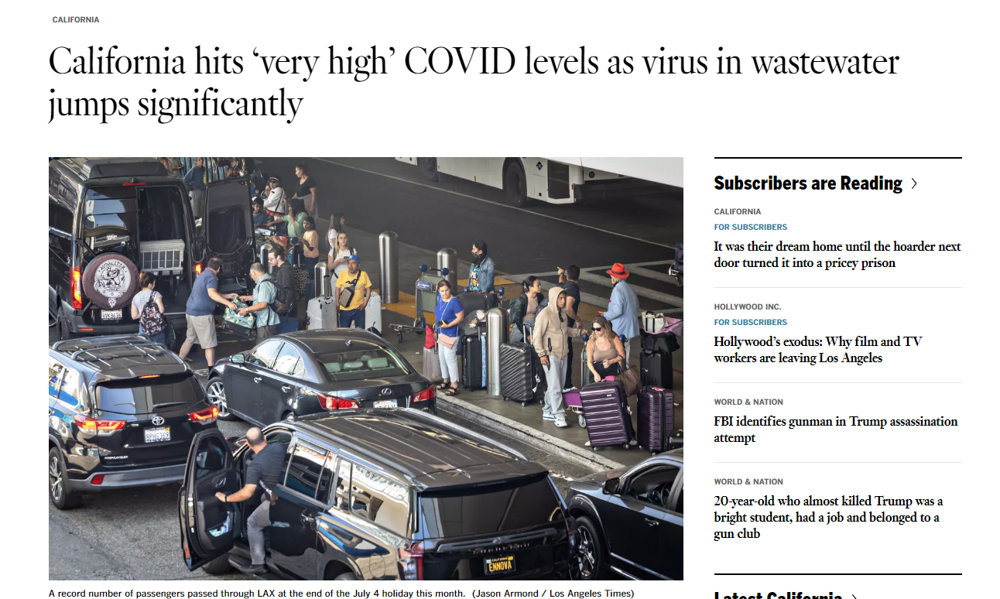 CALIFORNIA
California hits ‘very high’ COVID levels as virus in wastewater
jumps significantly
ENNOVA
A record number of passengers passed through LAX at the end of the July 4 holiday this month. (Jason Armond / Los Angeles Times)
Subscribers are Reading
CALIFORNIA
FOR SUBSCRIBERS
It was their dream home until the hoarder next
door turned it into a pricey prison
HOLLYWOOD INC.
FOR SUBSCRIBERS
Hollywood’s exodus: Why film and TV
workers are leaving Los Angeles
WORLD & NATION
FBI identifies gunman in Trump assassination
attempt
WORLD & NATION
20-year-old who almost killed Trump was a
bright student, had a job and belonged to a
gun club
Latest California